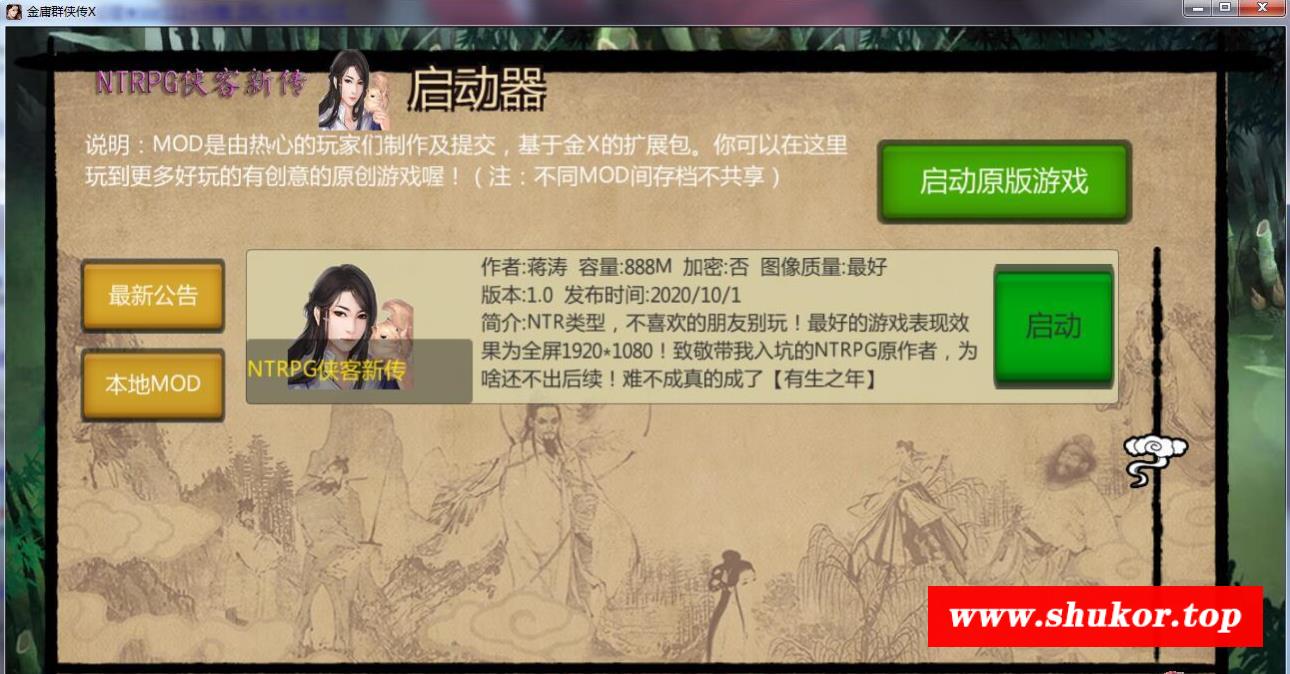 金庸群侠传X
NTRPG侠客新传
启动器
说明：MOD是由热心的玩家们制作及提交，基于金X的扩展包。你可以在这里
玩到更多好玩的有创意的原创游戏喔！（注：不同MOD间存档不共享）
启动原版游戏
最新公告
本地MOD
NTRPG侠客新传
作者:蒋涛 容量:888M 加密:否 图像质量:最好
版本:1.0 发布时间:2020/10/1
简介:NTR类型，不喜欢的朋友别玩！最好的游戏表现效
果为全屏1920*1080！致敬带我入坑的NTRPG原作者，为
啥还不出后续！难不成真的成了【有生之年】
启动
www.shukor.top